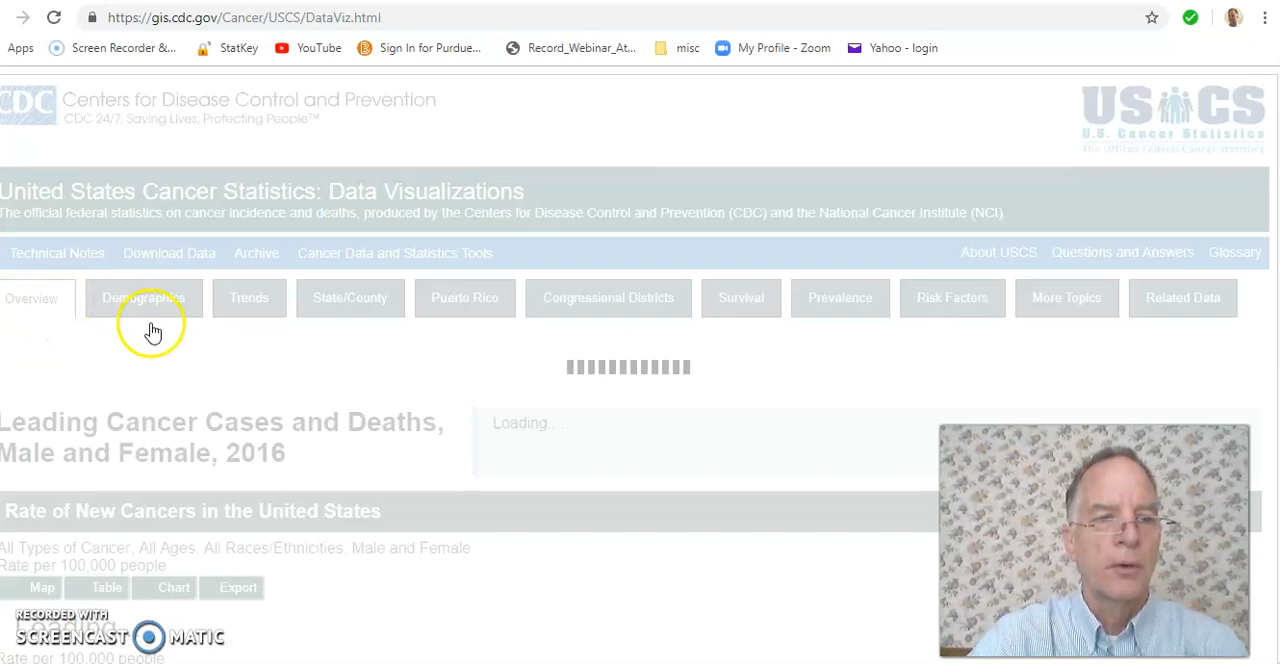 https://gis.cdc.gov/Cancer/USCS/DataViz.html
Apps Screen Recorder &... StatKey YouTube Sign In for Purdue... Record_Webinar_At... misc My Profile - Zoom Yahoo - login
CDC Centers for Disease Control and Prevention
CDC 24/7. Saving Lives, Protecting People™
USCS
U.S. Cancer Statistics
The Official Federal Cancer Statistics
United States Cancer Statistics: Data Visualizations
The official federal statistics on cancer incidence and deaths, produced by the Centers for Disease Control and Prevention (CDC) and the National Cancer Institute (NCI).
Technical Notes Download Data Archive Cancer Data and Statistics Tools About USCS Questions and Answers Glossary
Overview Demographics Trends State/County Puerto Rico Congressional Districts Survival Prevalence Risk Factors More Topics Related Data
Leading Cancer Cases and Deaths,
Male and Female, 2016
Loading.. ..
Rate of New Cancers in the United States
All Types of Cancer, All Ages, All Races/Ethnicities, Male and Female
Rate per 100,000 people
Map Table Chart Export
RECORDED WITH
SCREENCAST MATIC
Loading
Rate per 100,000 people